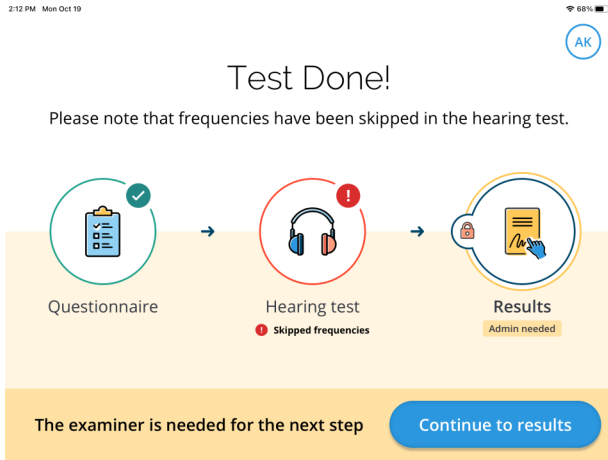 2:12 PM Mon Oct 19
68%
AK
Test Done!
Please note that frequencies have been skipped in the hearing test.
Questionnaire
Hearing test
Results
! Skipped frequencies
Admin needed
The examiner is needed for the next step
Continue to results